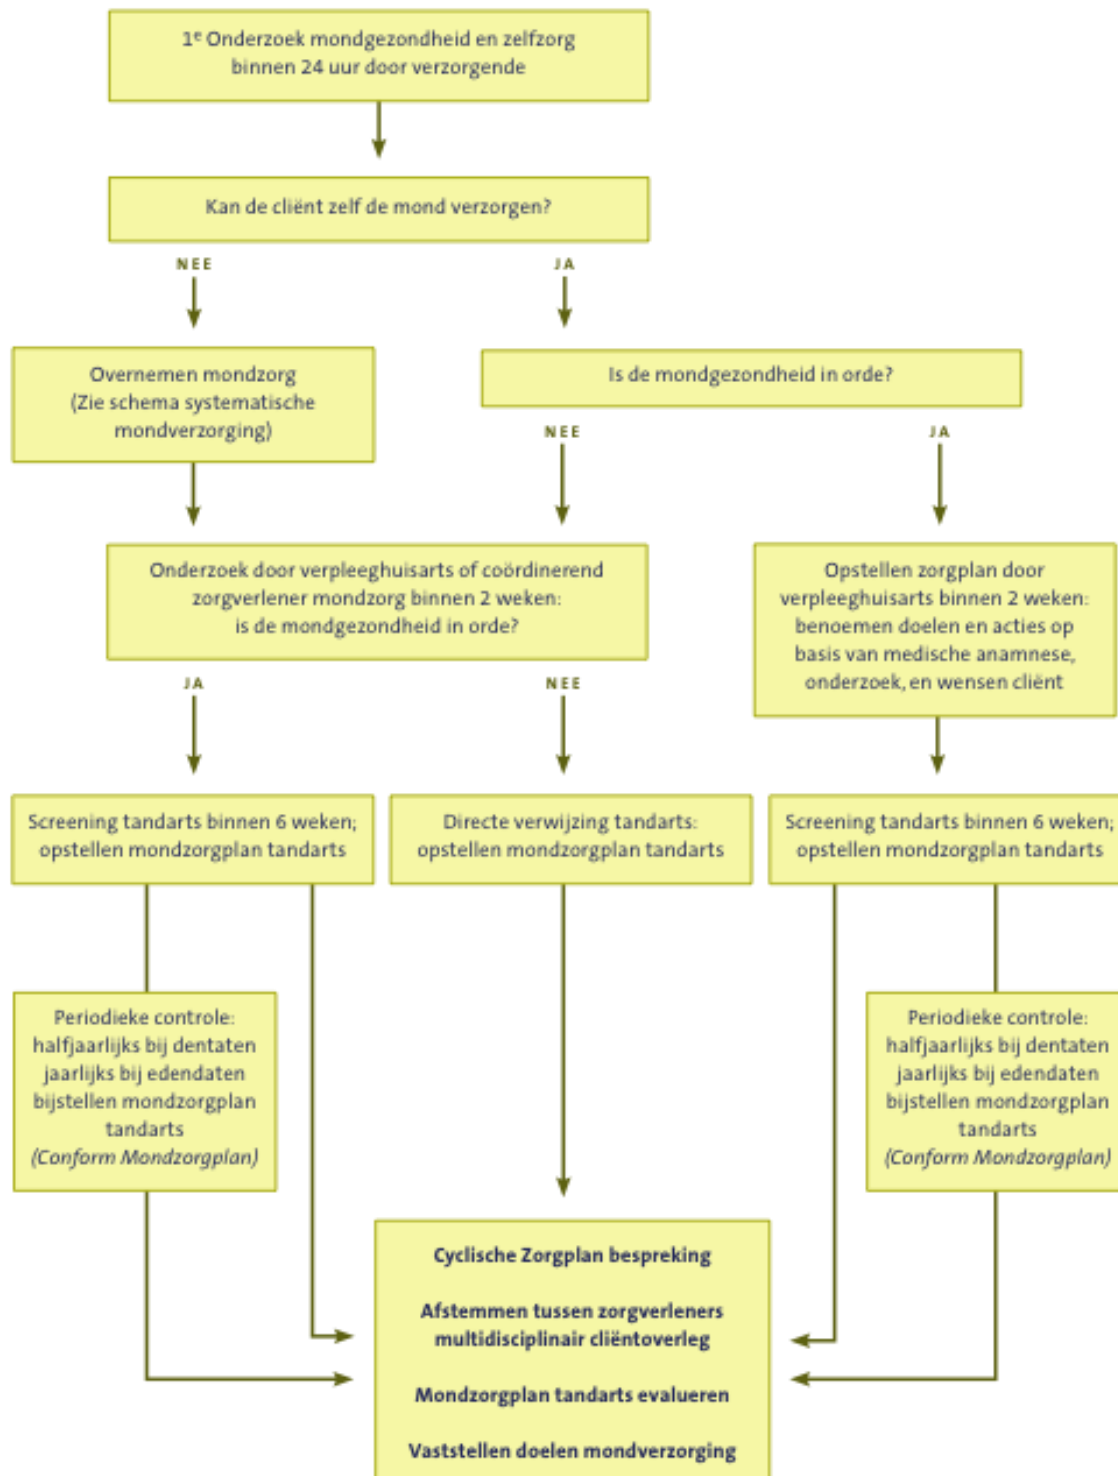 1e Onderzoek mondgezondheid en zelfzorg
binnen 24 uur door verzorgende
Kan de cliënt zelf de mond verzorgen?
NEE
JA
Overnemen mondzorg
(Zie schema systematische
mondverzorging)
Is de mondgezondheid in orde?
NEE
JA
Onderzoek door verpleeghuisarts of coördinerend
zorgverlener mondzorg binnen 2 weken:
is de mondgezondheid in orde?
Opstellen zorgplan door
verpleeghuisarts binnen 2 weken:
benoemen doelen en acties op
basis van medische anamnese,
onderzoek, en wensen cliënt
JA
NEE
Screening tandarts binnen 6 weken;
opstellen mondzorgplan tandarts
Directe verwijzing tandarts:
opstellen mondzorgplan tandarts
Screening tandarts binnen 6 weken;
opstellen mondzorgplan tandarts
Periodieke controle:
halfjaarlijks bij dentaten
jaarlijks bij edendaten
bijstellen mondzorgplan
tandarts
(Conform Mondzorgplan)
Periodieke controle:
halfjaarlijks bij dentaten
jaarlijks bij edendaten
bijstellen mondzorgplan
tandarts
(Conform Mondzorgplan)
Cyclische Zorgplan bespreking
Afstemmen tussen zorgverleners
multidisciplinair cliëntoverleg
Mondzorgplan tandarts evalueren
Vaststellen doelen mondverzorging